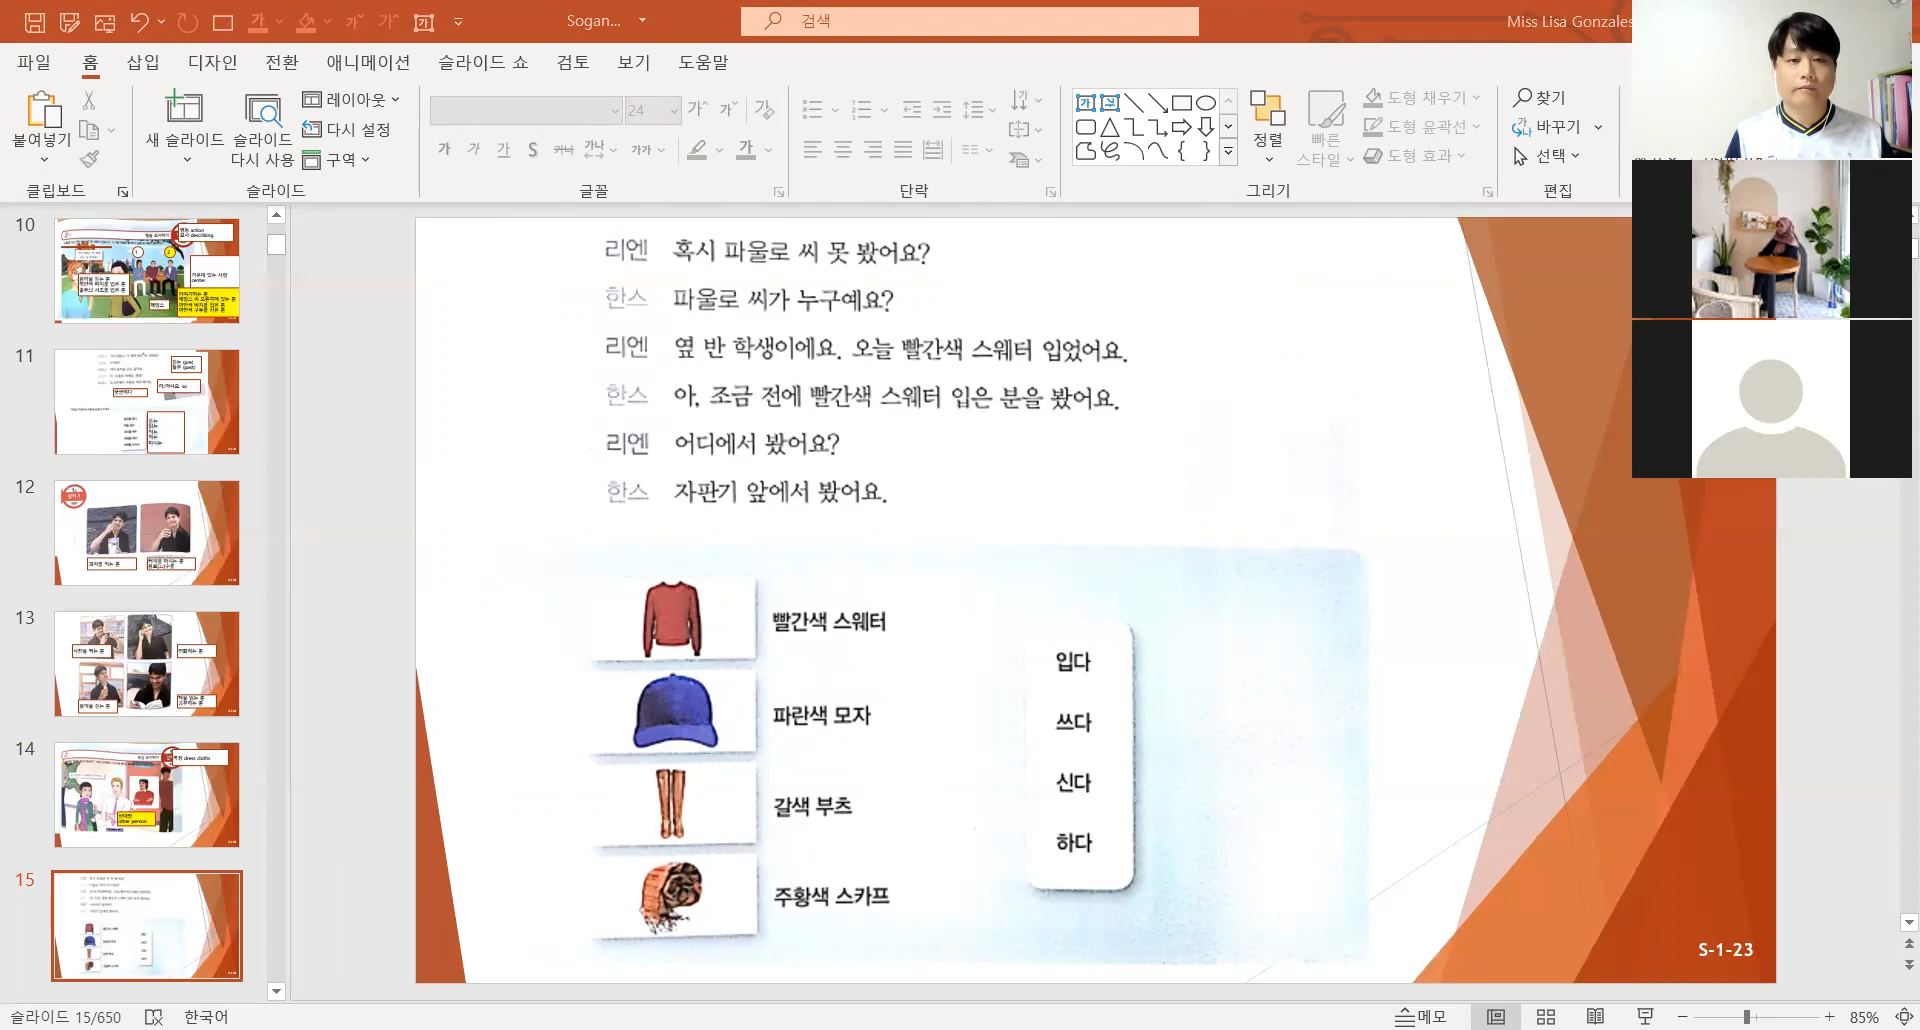 Sogan...
검색
Miss Lisa Gonzales
파일 홈 삽입 디자인 전환 애니메이션 슬라이드 쇼 검토 보기 도움말
붙여넣기
클립보드
새 슬라이드
슬라이드 다시 사용
레이아웃
다시 설정
구역
슬라이드
24
글꼴
단락
정렬
빠른 스타일
도형 채우기
도형 윤곽선
도형 효과
그리기
찾기
바꾸기
선택
편집
10
11
12
13
14
15
리엔 혹시 파울로 씨 못 봤어요?
한스 파울로 씨가 누구예요?
리엔 옆 반 학생이에요. 오늘 빨간색 스웨터 입었어요.
한스 아, 조금 전에 빨간색 스웨터 입은 분을 봤어요.
리엔 어디에서 봤어요?
한스 자판기 앞에서 봤어요.
빨간색 스웨터
파란색 모자
갈색 부츠
주황색 스카프
입다
쓰다
신다
하다
S-1-23
슬라이드 15/650
한국어
메모
85%